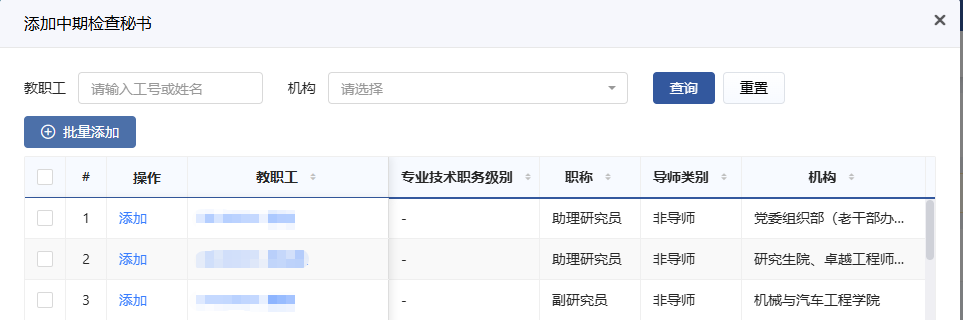 添加中期检查秘书
教职工 请输入工号或姓名 机构 请选择 查询 重置
批量添加
# 操作 教职工 专业技术职务级别 职称 导师类别 机构
1 添加 - 助理研究员 非导师 党委组织部（老干部办...
2 添加 - 助理研究员 非导师 研究生院、卓越工程师...
3 添加 - 副研究员 非导师 机械与汽车工程学院